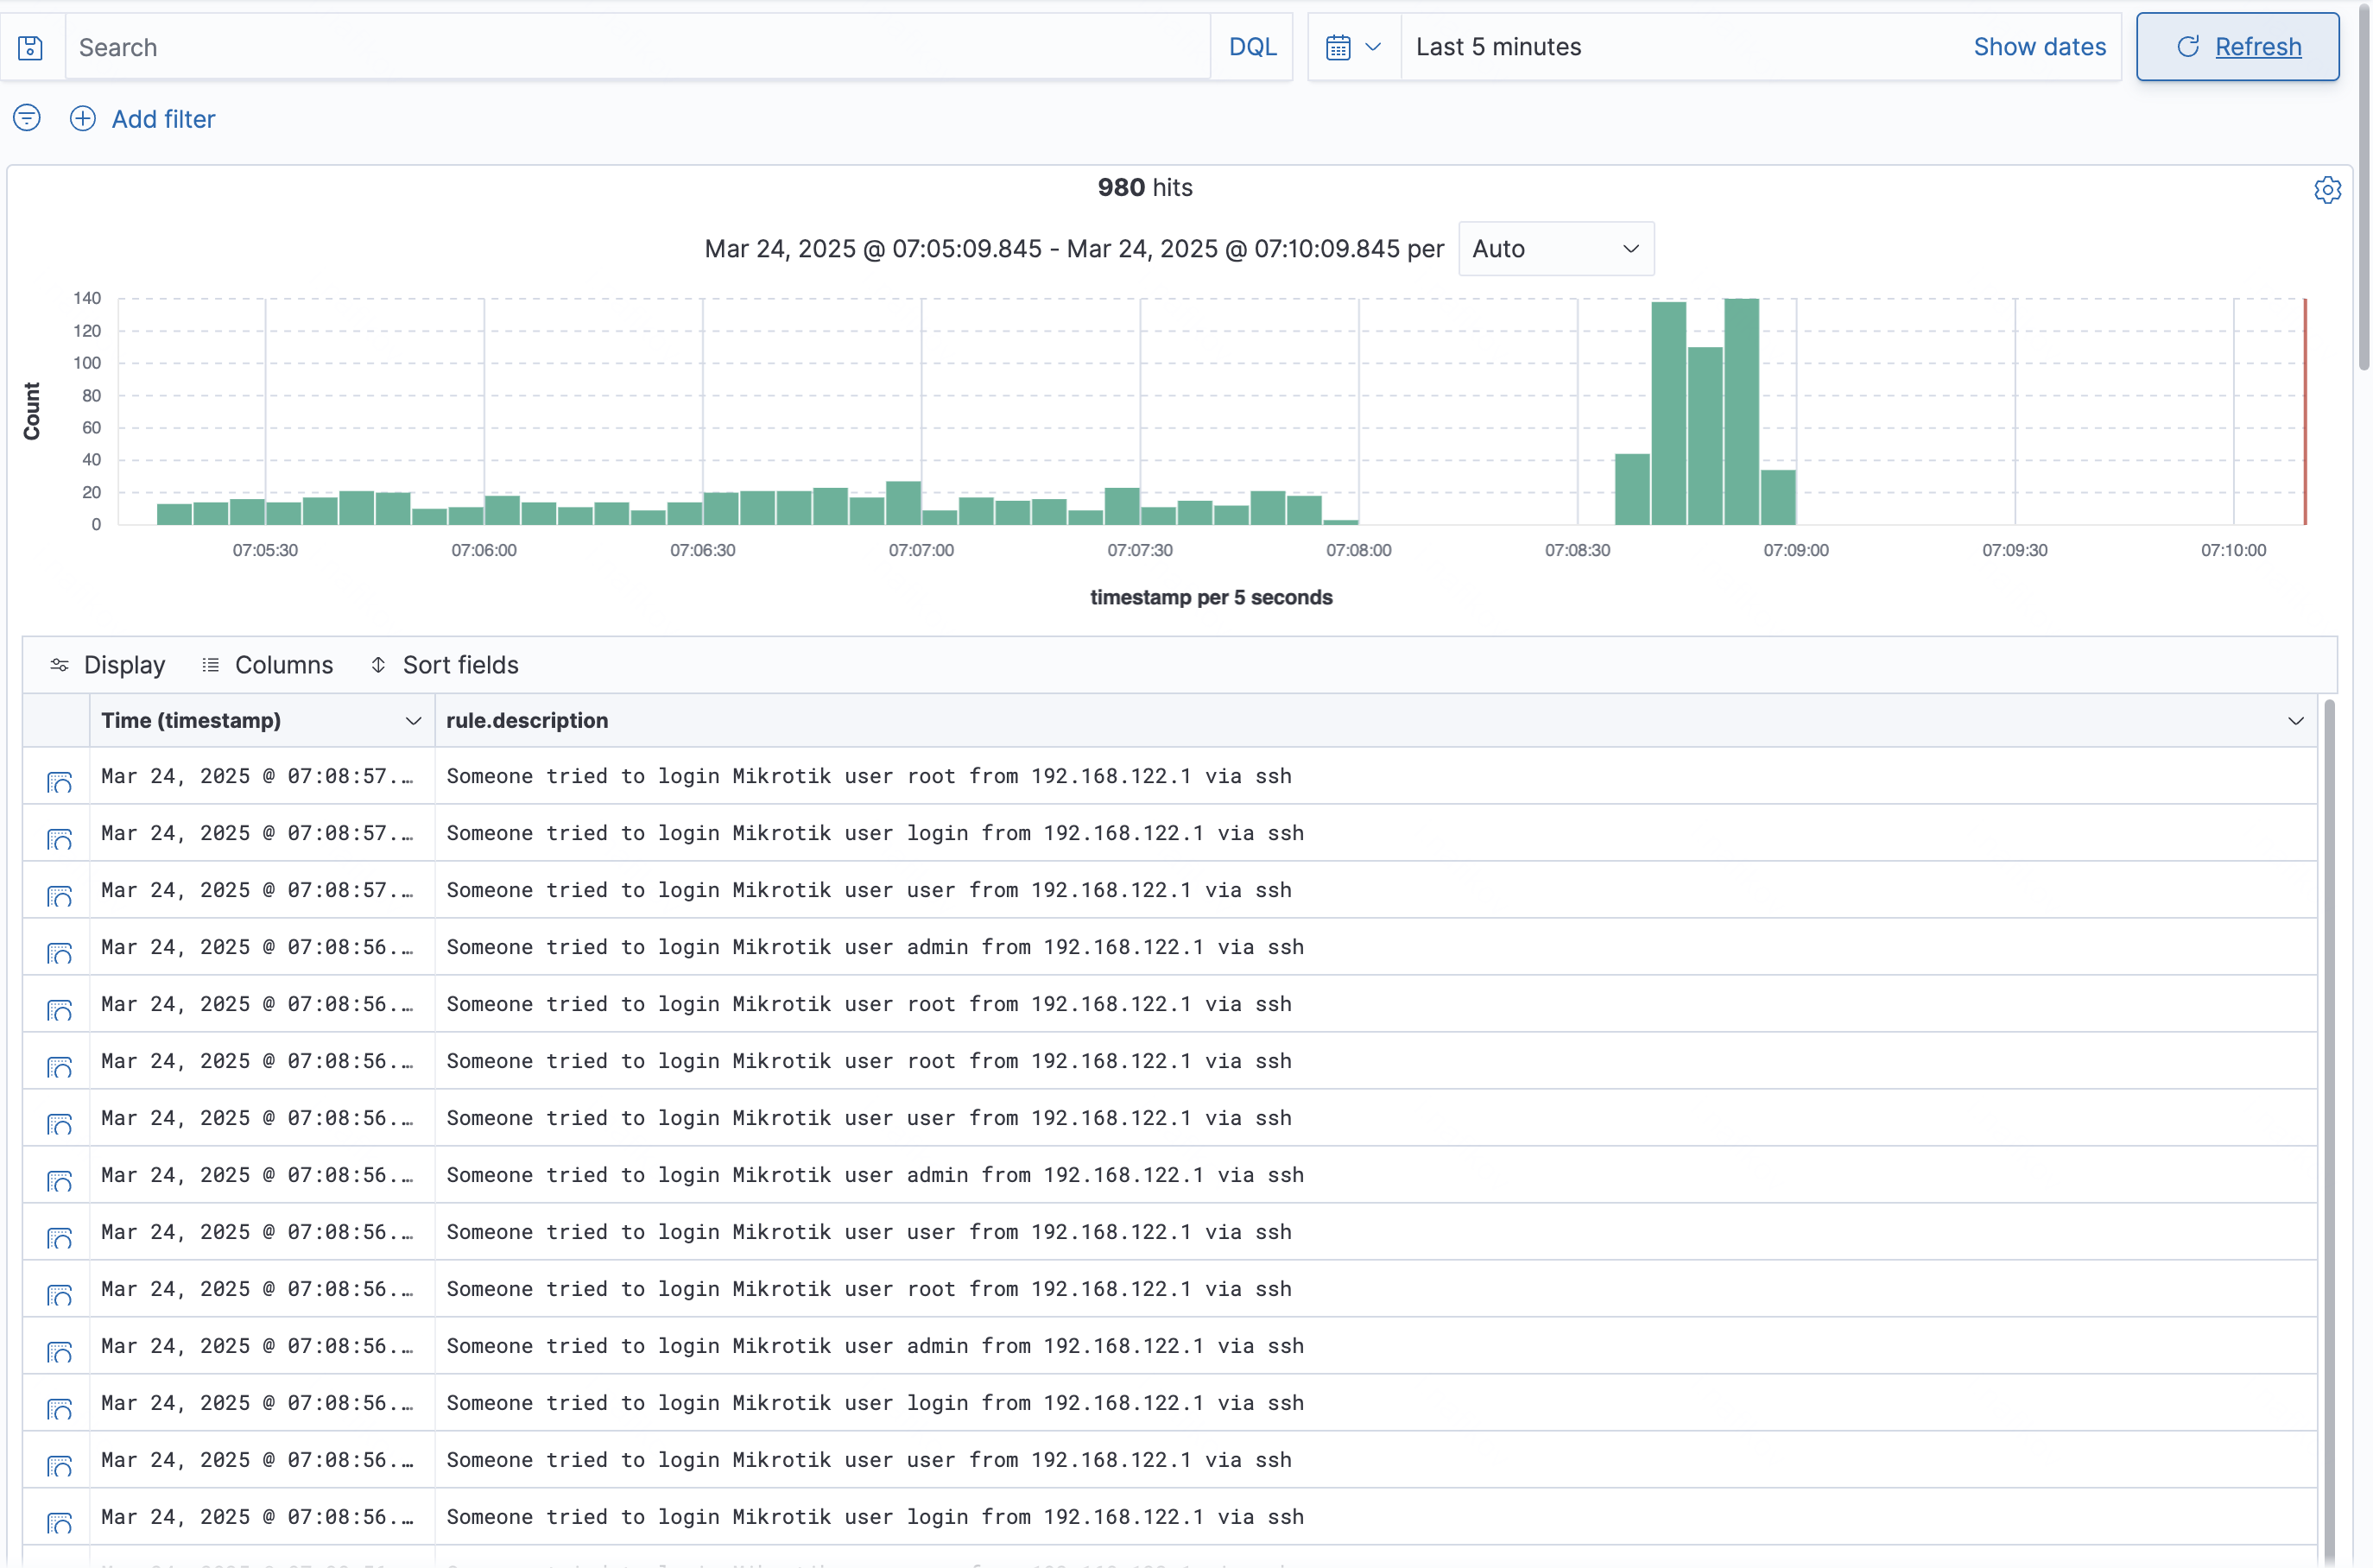 Search DQL Last 5 minutes Show dates Refresh
Add filter
980 hits
Mar 24, 2025 @ 07:05:09.845 - Mar 24, 2025 @ 07:10:09.845 per Auto
Count
140
120
100
80
60
40
20
0
07:05:30 07:06:00 07:06:30 07:07:00 07:07:30 07:08:00 07:08:30 07:09:00 07:09:30 07:10:00
timestamp per 5 seconds
Display Columns Sort fields
Time (timestamp) rule.description
Mar 24, 2025 @ 07:08:57.… Someone tried to login Mikrotik user root from 192.168.122.1 via ssh
Mar 24, 2025 @ 07:08:57.… Someone tried to login Mikrotik user login from 192.168.122.1 via ssh
Mar 24, 2025 @ 07:08:57.… Someone tried to login Mikrotik user user from 192.168.122.1 via ssh
Mar 24, 2025 @ 07:08:56.… Someone tried to login Mikrotik user admin from 192.168.122.1 via ssh
Mar 24, 2025 @ 07:08:56.… Someone tried to login Mikrotik user root from 192.168.122.1 via ssh
Mar 24, 2025 @ 07:08:56.… Someone tried to login Mikrotik user root from 192.168.122.1 via ssh
Mar 24, 2025 @ 07:08:56.… Someone tried to login Mikrotik user user from 192.168.122.1 via ssh
Mar 24, 2025 @ 07:08:56.… Someone tried to login Mikrotik user admin from 192.168.122.1 via ssh
Mar 24, 2025 @ 07:08:56.… Someone tried to login Mikrotik user user from 192.168.122.1 via ssh
Mar 24, 2025 @ 07:08:56.… Someone tried to login Mikrotik user root from 192.168.122.1 via ssh
Mar 24, 2025 @ 07:08:56.… Someone tried to login Mikrotik user admin from 192.168.122.1 via ssh
Mar 24, 2025 @ 07:08:56.… Someone tried to login Mikrotik user login from 192.168.122.1 via ssh
Mar 24, 2025 @ 07:08:56.… Someone tried to login Mikrotik user user from 192.168.122.1 via ssh
Mar 24, 2025 @ 07:08:56.… Someone tried to login Mikrotik user login from 192.168.122.1 via ssh